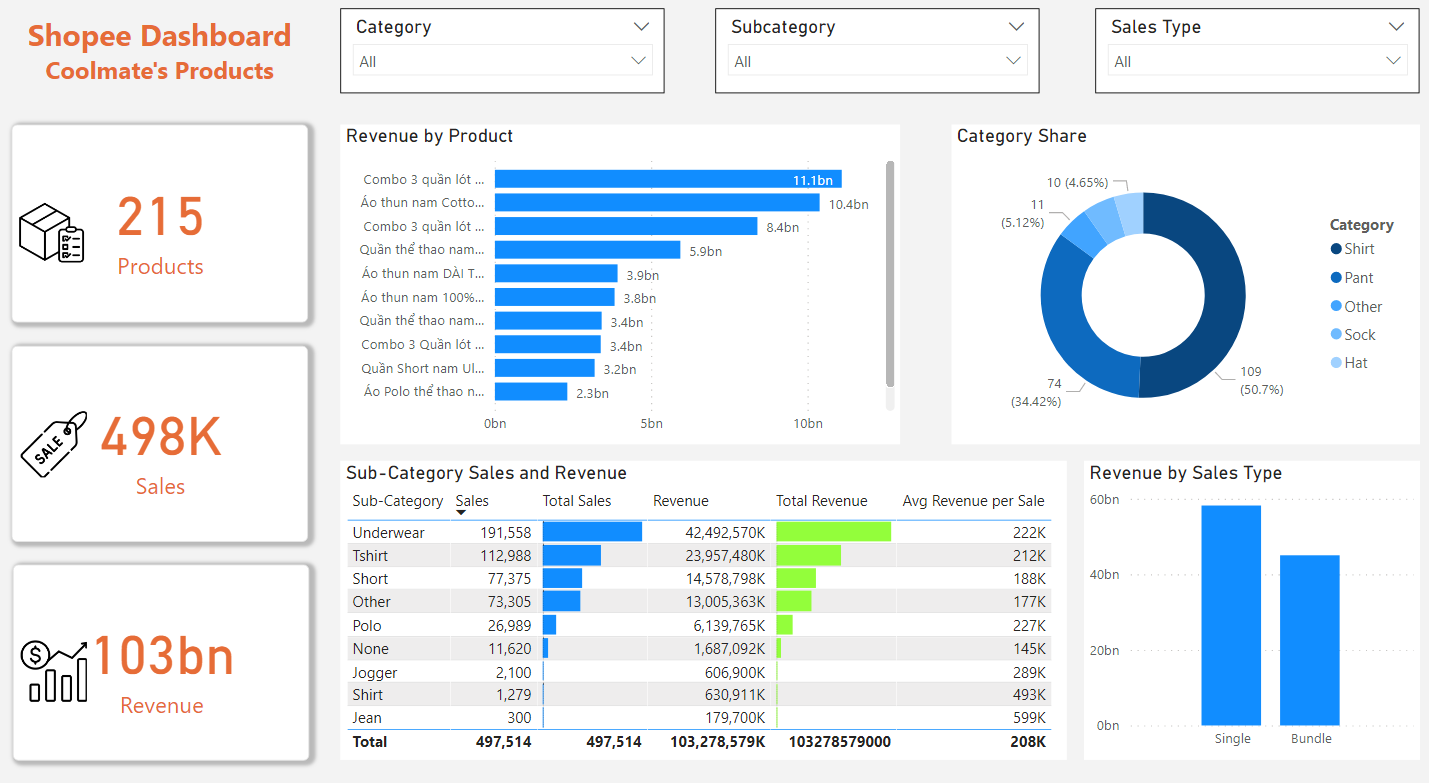 Shopee Dashboard
Coolmate's Products
Category
All
Subcategory
All
Sales Type
All
215
Products
SALE
498K
Sales
$
103bn
Revenue
Revenue by Product
Combo 3 quần lót ... 11.1bn
Áo thun nam Cotto... 10.4bn
Combo 3 quần lót ... 8.4bn
Quần thể thao nam... 5.9bn
Áo thun nam DÀI T... 3.9bn
Áo thun nam 100%... 3.8bn
Quần thể thao nam... 3.4bn
Combo 3 Quần lót ... 3.4bn
Quần Short nam Ul... 3.2bn
Áo Polo thể thao n... 2.3bn
0bn 5bn 10bn
Category Share
10 (4.65%)
11
(5.12%)
74
(34.42%)
109
(50.7%)
Category
Shirt
Pant
Other
Sock
Hat
Sub-Category Sales and Revenue
Sub-Category Sales Total Sales Revenue Total Revenue Avg Revenue per Sale
Underwear 191,558 42,492,570K 222K
Tshirt 112,988 23,957,480K 212K
Short 77,375 14,578,798K 188K
Other 73,305 13,005,363K 177K
Polo 26,989 6,139,765K 227K
None 11,620 1,687,092K 145K
Jogger 2,100 606,900K 289K
Shirt 1,279 630,911K 493K
Jean 300 179,700K 599K
Total 497,514 497,514 103,278,579K 103278579000 208K
Revenue by Sales Type
60bn
40bn
20bn
0bn
Single Bundle